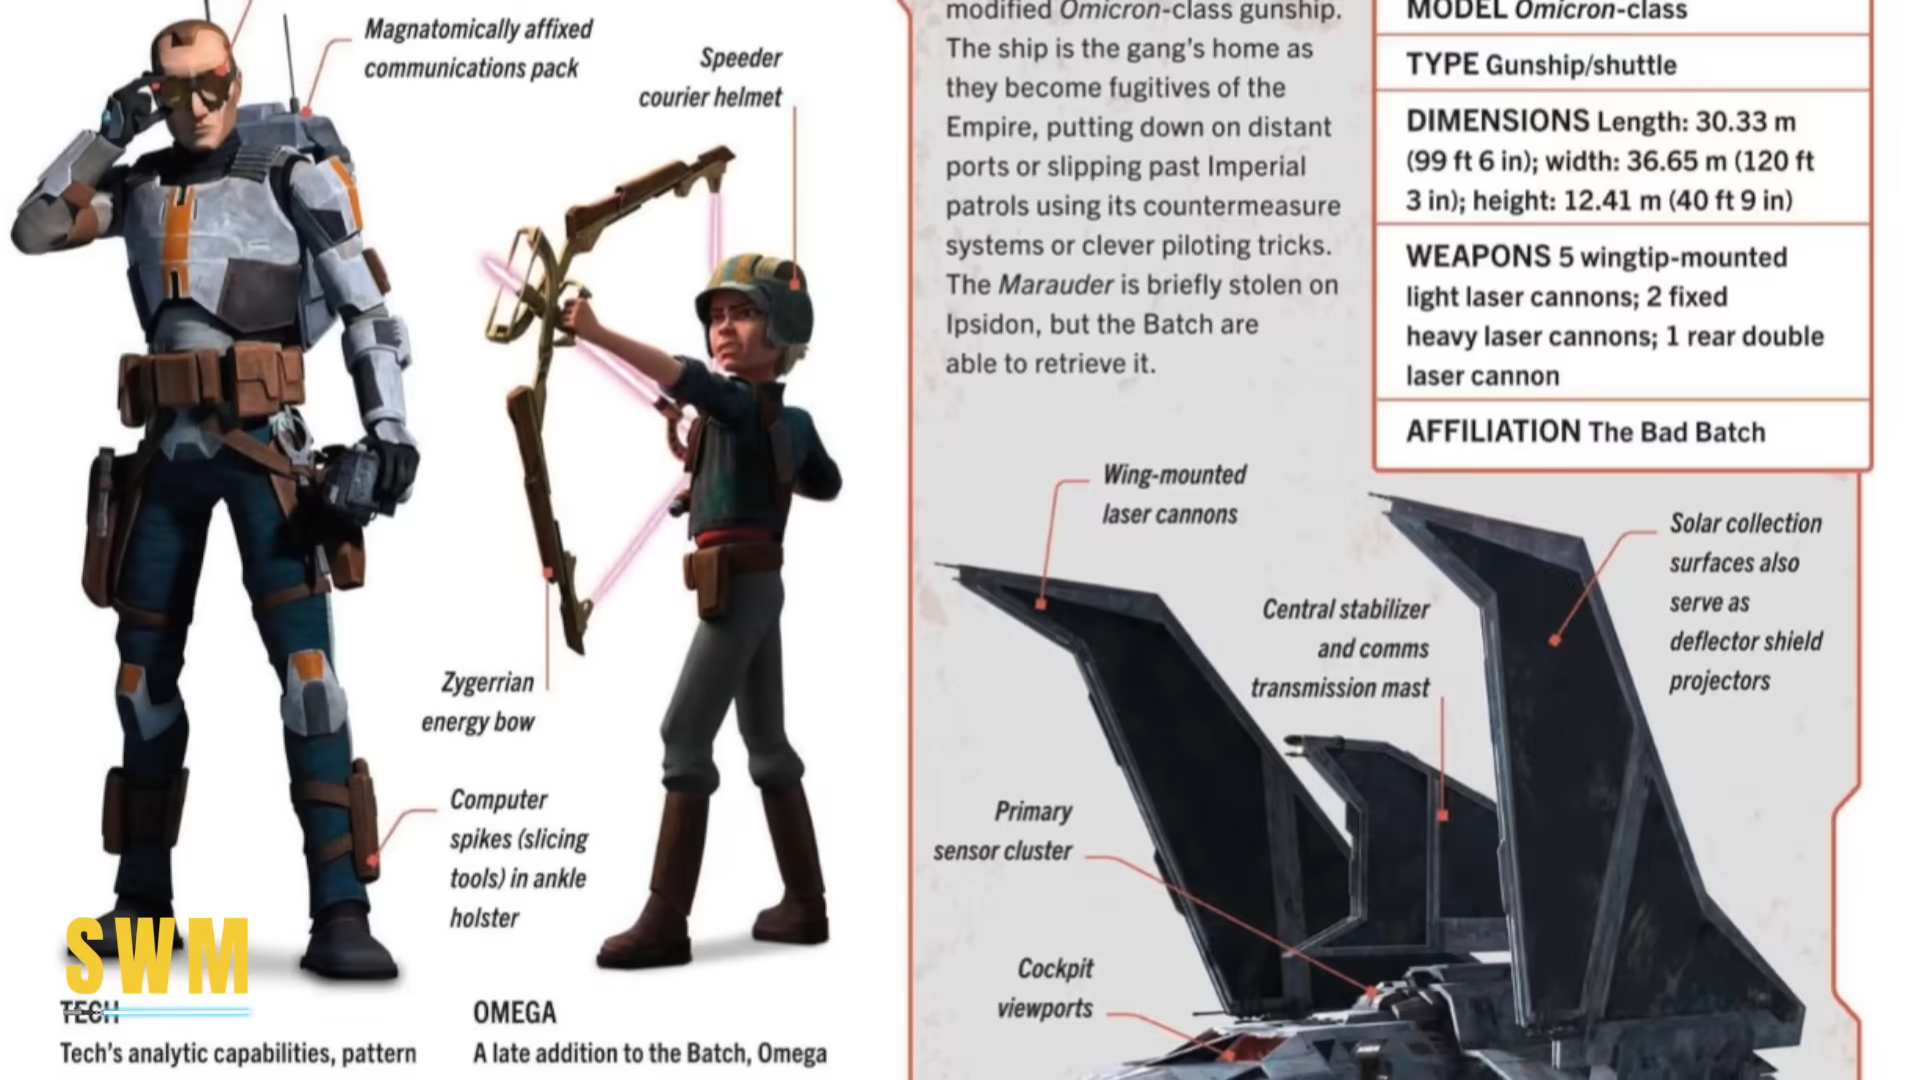 Magnatomically affixed
communications pack
Speeder
courier helmet
Zygerrian
energy bow
Computer
spikes (slicing
tools) in ankle
holster
SWM
TECH
Tech's analytic capabilities, pattern
OMEGA
A late addition to the Batch, Omega
modified Omicron-class gunship.
The ship is the gang's home as
they become fugitives of the
Empire, putting down on distant
ports or slipping past Imperial
patrols using its countermeasure
systems or clever piloting tricks.
The Marauder is briefly stolen on
Ipsidon, but the Batch are
able to retrieve it.
MODEL Omicron-class
TYPE Gunship/shuttle
DIMENSIONS Length: 30.33 m
(99 ft 6 in); width: 36.65 m (120 ft
3 in); height: 12.41 m (40 ft 9 in)
WEAPONS 5 wingtip-mounted
light laser cannons; 2 fixed
heavy laser cannons; 1 rear double
laser cannon
AFFILIATION The Bad Batch
Wing-mounted
laser cannons
Solar collection
surfaces also
serve as
deflector shield
projectors
Central stabilizer
and comms
transmission mast
Primary
sensor cluster
Cockpit
viewports